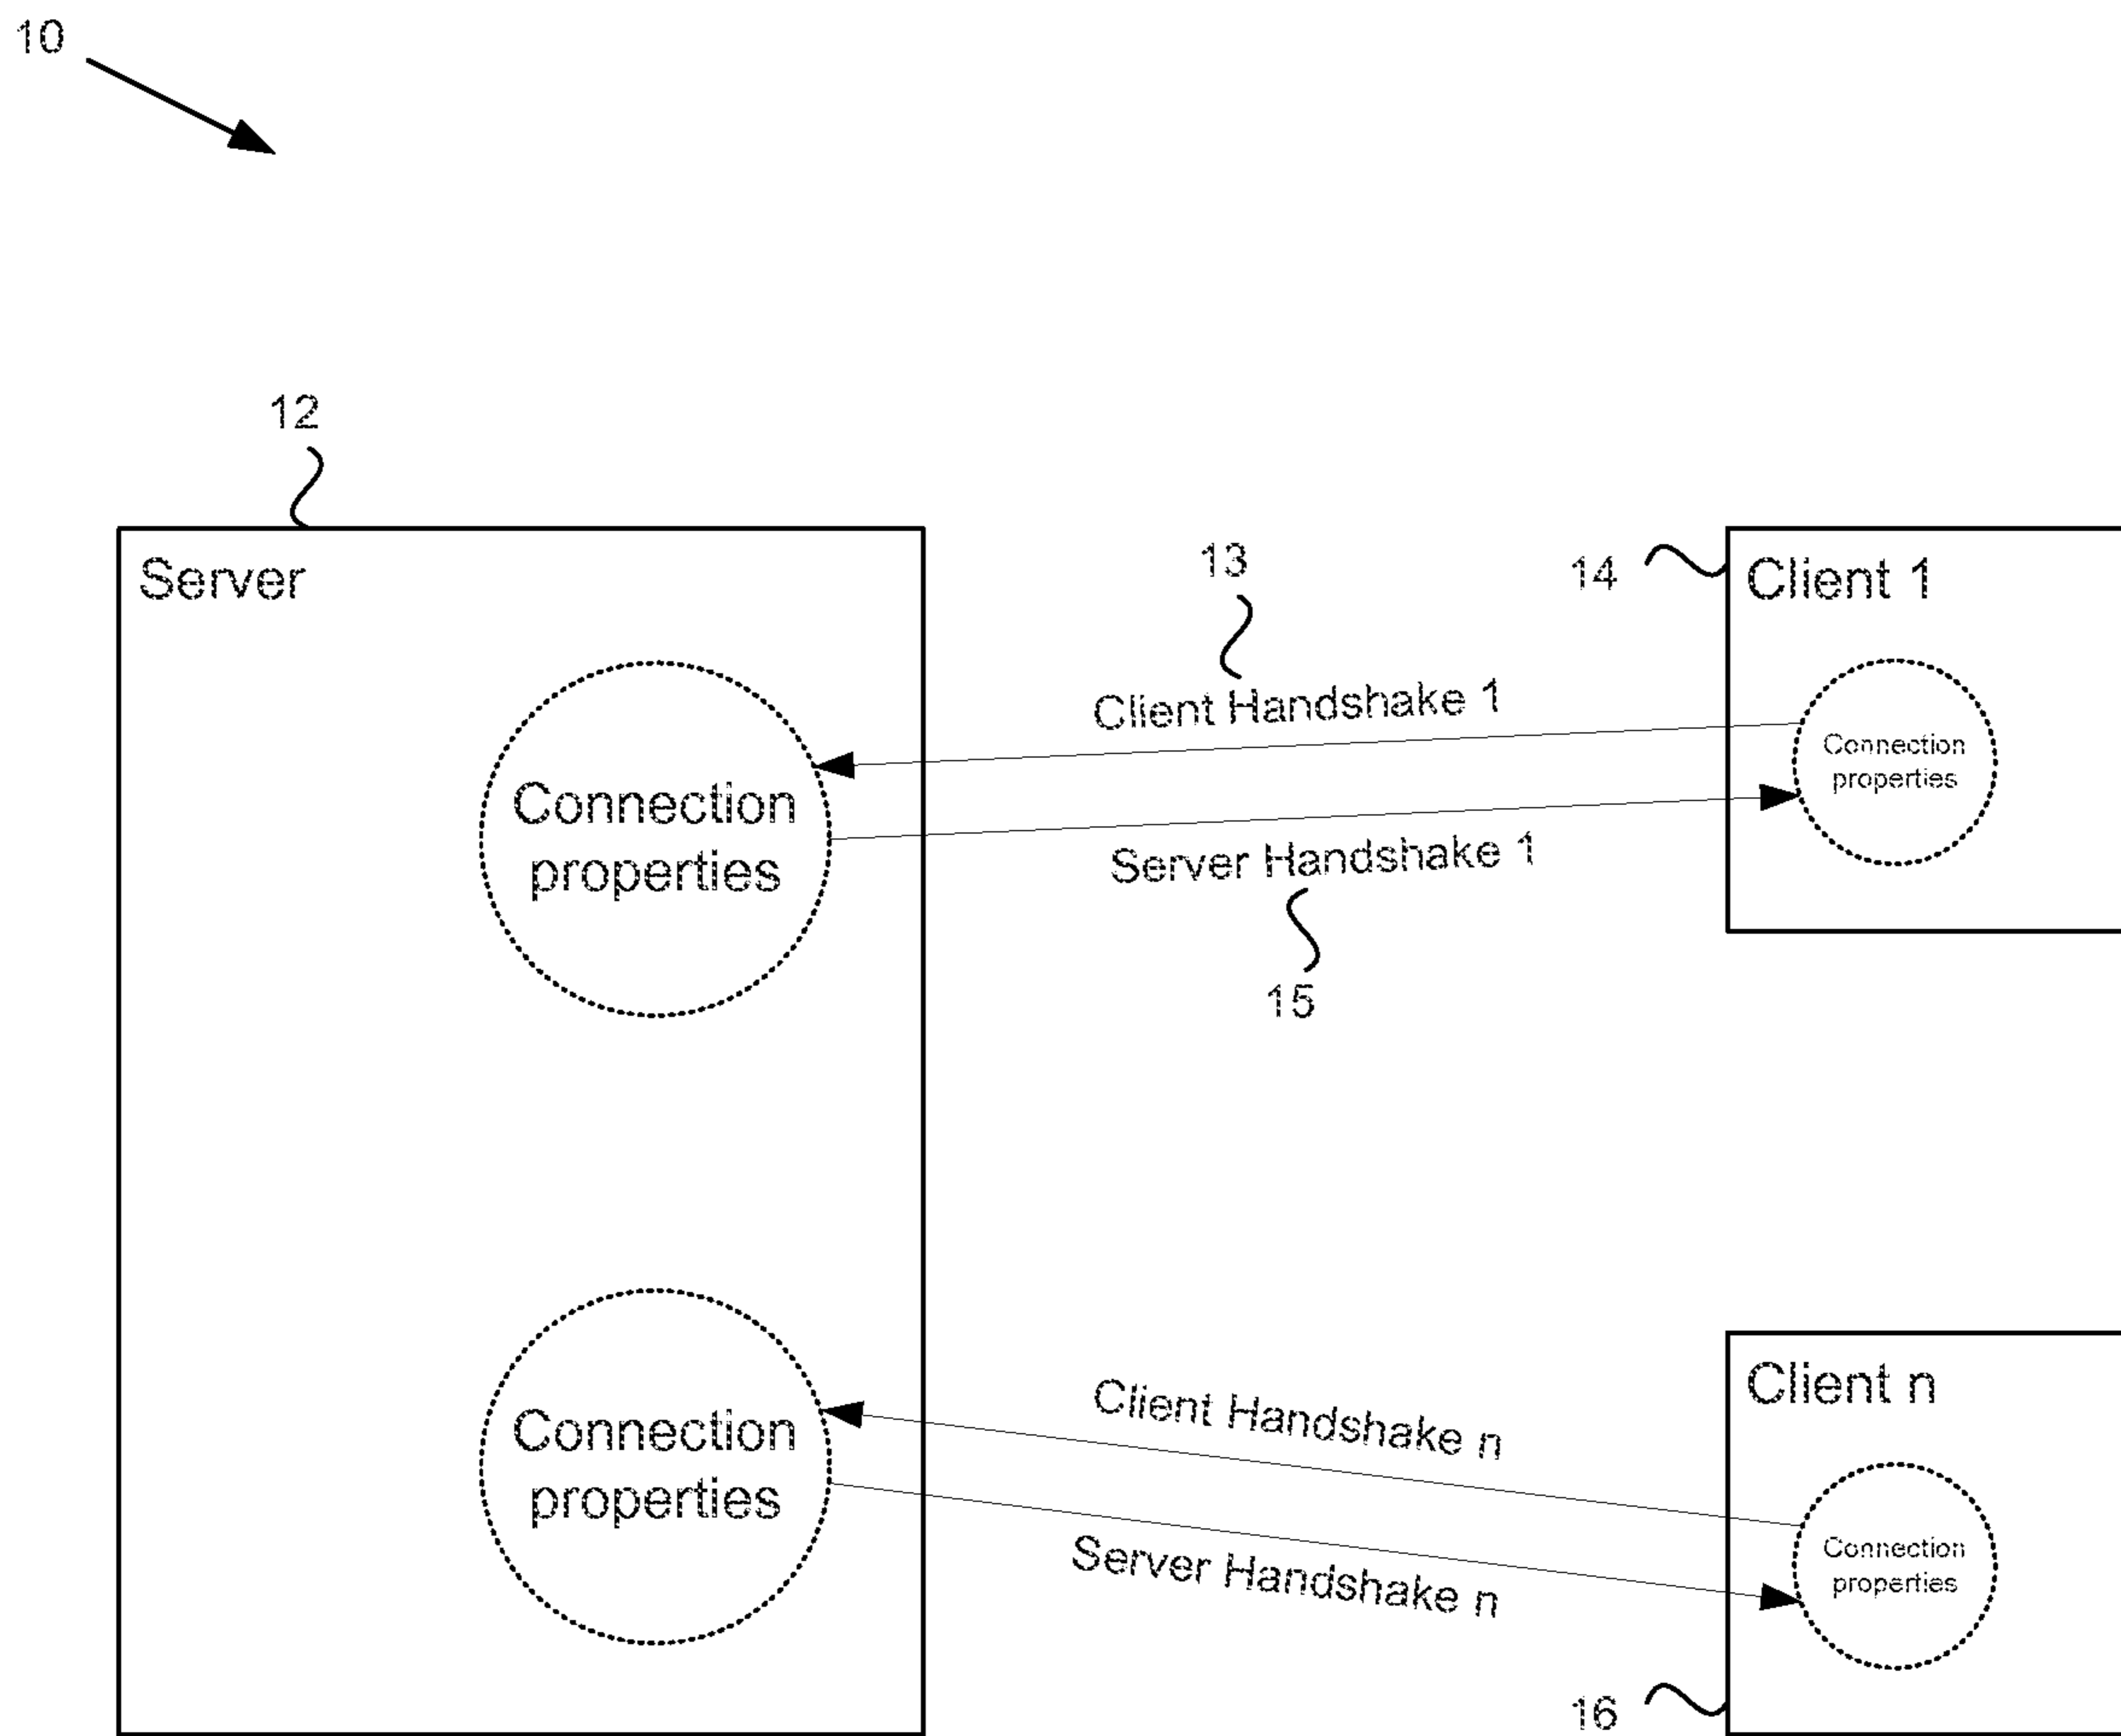 10
12
Server
13
14
Client 1
Client Handshake 1
Connection
properties
Connection
properties
Server Handshake 1
15
Client n
Client Handshake n
Connection
properties
Server Handshake n
Connection
properties
16